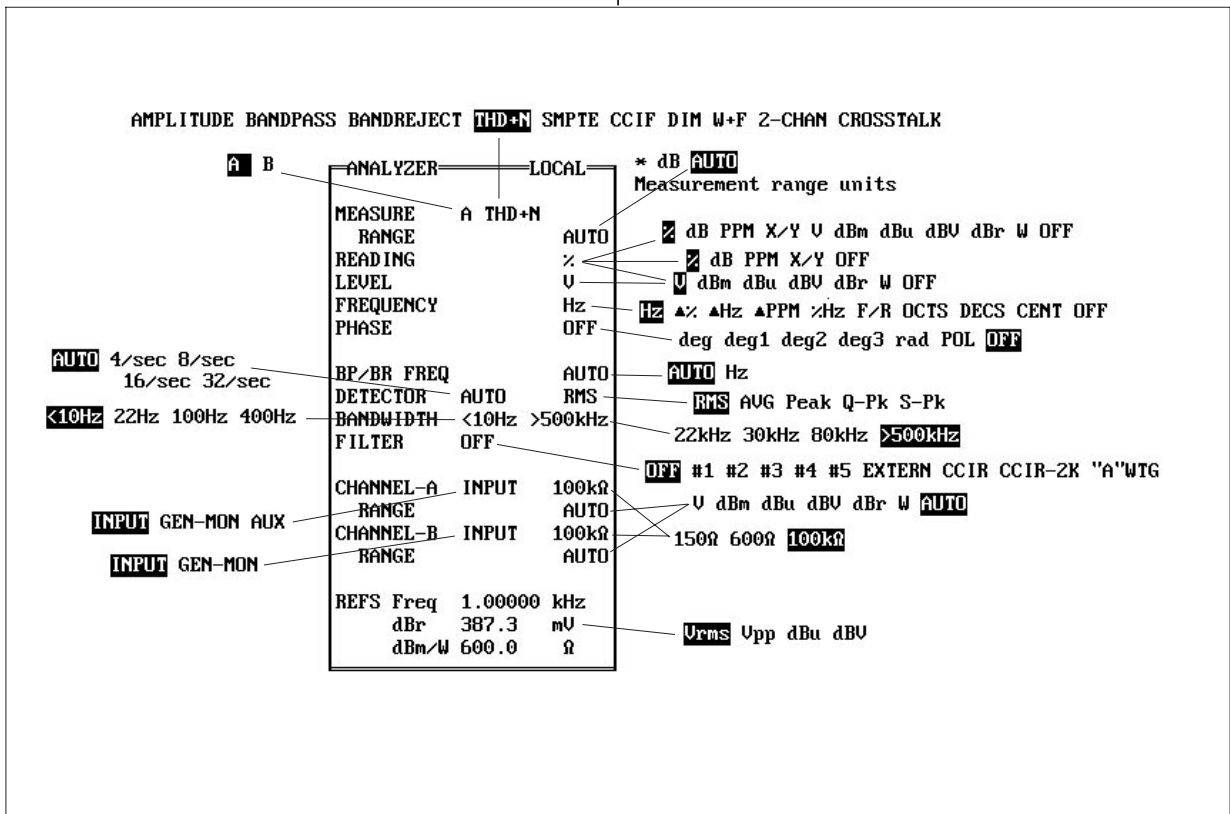 AMPLITUDE BANDPASS BANDREJECT THD+N SMPTE CCIF DIM W+F 2-CHAN CROSSTALK
A B
ANALYZER LOCAL
* dB AUTO
Measurement range units
MEASURE A THD+N
RANGE AUTO
% dB PPM X/Y V dBm dBu dBV dBr W OFF
READING %
% dB PPM X/Y OFF
LEVEL V
V dBm dBu dBV dBr W OFF
FREQUENCY Hz
Hz ▲% ▲Hz ▲PPM %Hz F/R OCTS DECS CENT OFF
PHASE OFF
deg deg1 deg2 deg3 rad POL OFF
AUTO 4/sec 8/sec
16/sec 32/sec
BP/BR FREQ AUTO
AUTO Hz
DETECTOR AUTO RMS
RMS AVG Peak Q-Pk S-Pk
<10Hz 22Hz 100Hz 400Hz
BANDWIDTH <10Hz >500kHz
22kHz 30kHz 80kHz >500kHz
FILTER OFF
OFF #1 #2 #3 #4 #5 EXTERN CCIR CCIR-2K "A"WTG
CHANNEL-A INPUT 100kΩ
RANGE AUTO
V dBm dBu dBV dBr W AUTO
INPUT GEN-MON AUX
CHANNEL-B INPUT 100kΩ
RANGE AUTO
150Ω 600Ω 100kΩ
INPUT GEN-MON
REFS Freq 1.00000 kHz
dBr 387.3 mV
Vrms Vpp dBu dBV
dBm/W 600.0 Ω